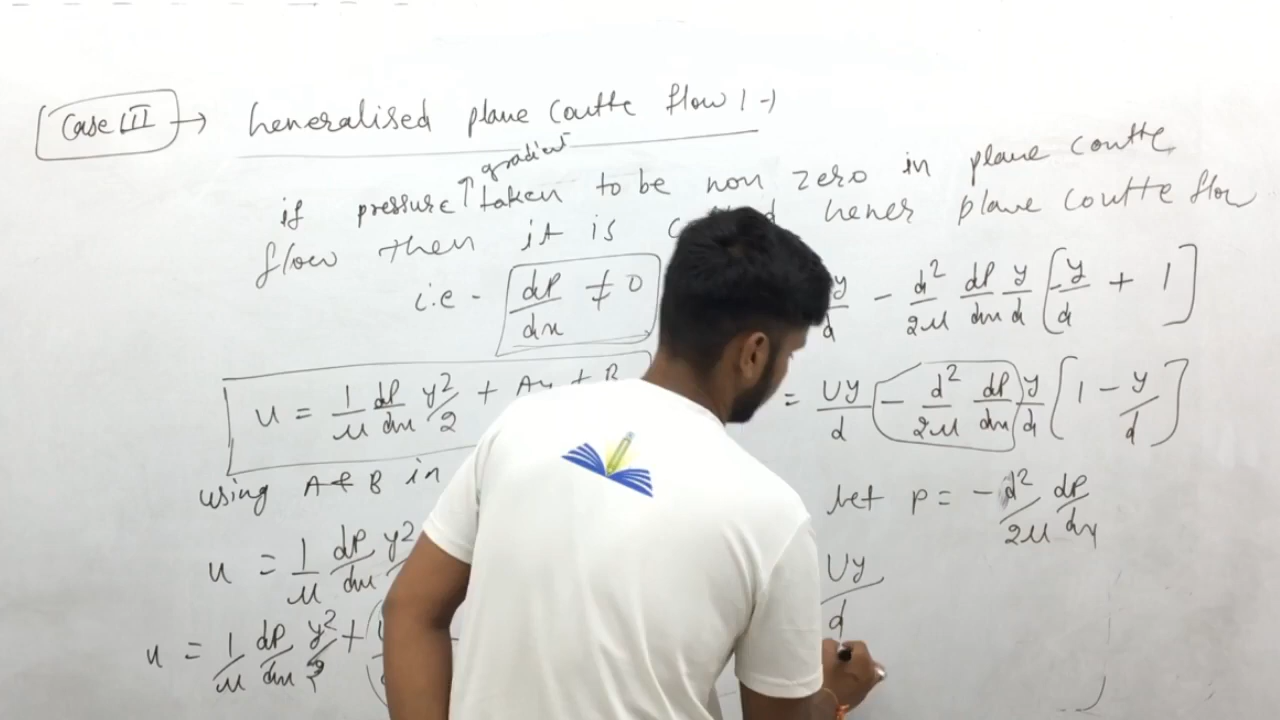 Case III → Generalised plane Coutte flow :-)
gradient
if pressure ↑ taken to be non zero in plane coutte
flow then it is hener plane coutte flow
i.e - dP/dx ≠ 0
u = 1/μ dP/dx y²/2 + Ay + B
using A & B in
u = 1/μ dP/dx y²
u = 1/μ dP/dx y²/2 +
y/d - d²/2μ dP/dx y/d [-y/d + 1]
= Uy/d - d²/2μ dP/dx y/d [1 - y/d]
let P = - d²/2μ dP/dx
Uy/d